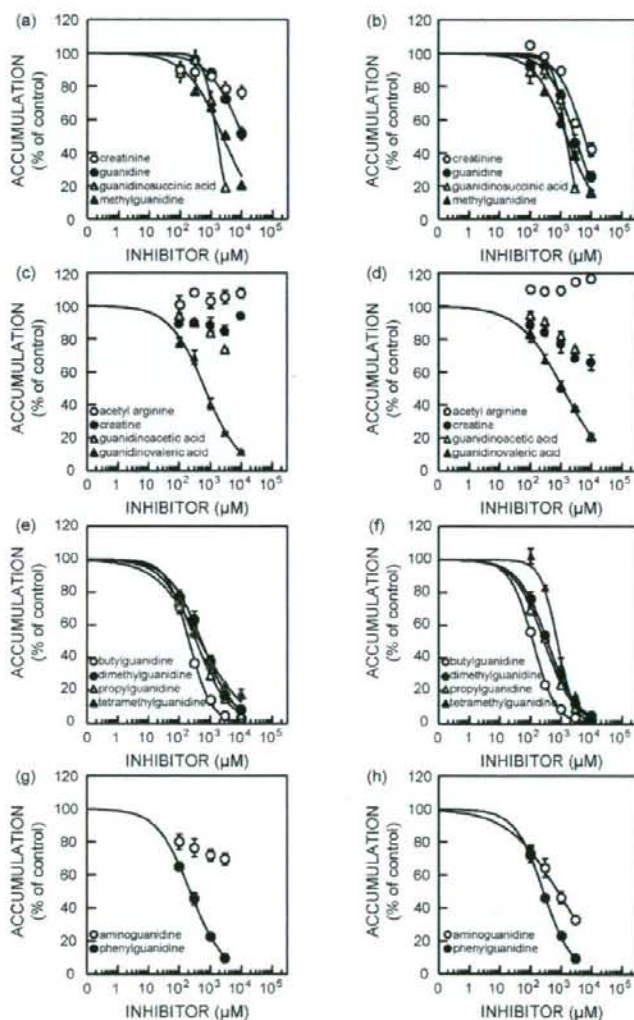 (a)
ACCUMULATION
(% of control)
120
100
80
60
40
20
0
creatinine
guanidine
guanidinosuccinic acid
methylguanidine
0 1 10² 10³ 10⁴ 10⁵
INHIBITOR (µM)
(b)
ACCUMULATION
(% of control)
120
100
80
60
40
20
0
creatinine
guanidine
guanidinosuccinic acid
methylguanidine
0 1 10² 10³ 10⁴ 10⁵
INHIBITOR (µM)
(c)
ACCUMULATION
(% of control)
120
100
80
60
40
20
0
acetyl arginine
creatine
guanidinoacetic acid
guanidinovaleric acid
0 1 10² 10³ 10⁴ 10⁵
INHIBITOR (µM)
(d)
ACCUMULATION
(% of control)
120
100
80
60
40
20
0
acetyl arginine
creatine
guanidinoacetic acid
guanidinovaleric acid
0 1 10² 10³ 10⁴ 10⁵
INHIBITOR (µM)
(e)
ACCUMULATION
(% of control)
120
100
80
60
40
20
0
butylguanidine
dimethylguanidine
propylguanidine
tetramethylguanidine
0 1 10² 10³ 10⁴ 10⁵
INHIBITOR (µM)
(f)
ACCUMULATION
(% of control)
120
100
80
60
40
20
0
butylguanidine
dimethylguanidine
propylguanidine
tetramethylguanidine
0 1 10² 10³ 10⁴ 10⁵
INHIBITOR (µM)
(g)
ACCUMULATION
(% of control)
120
100
80
60
40
20
0
aminoguanidine
phenylguanidine
0 1 10² 10³ 10⁴ 10⁵
INHIBITOR (µM)
(h)
ACCUMULATION
(% of control)
120
100
80
60
40
20
0
aminoguanidine
phenylguanidine
0 1 10² 10³ 10⁴ 10⁵
INHIBITOR (µM)